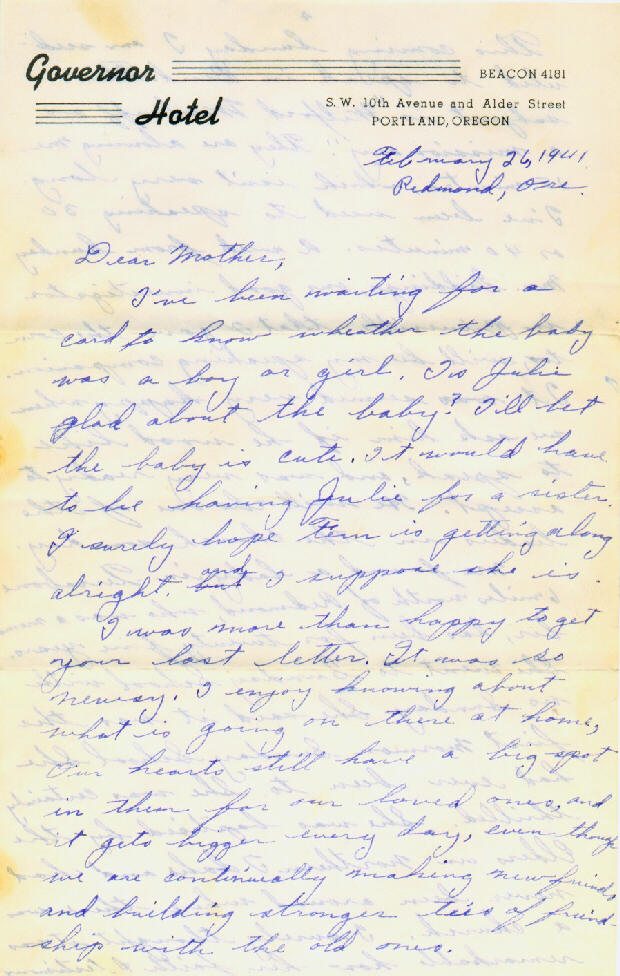 Governor
Hotel
BEACON 4181
S. W. 10th Avenue and Alder Street
PORTLAND, OREGON
February 26, 1941
Redmond, Ore.
Dear Mother,
I've been waiting for a
card to know wheather the baby
was a boy or girl. Is Julie
glad about the baby? I'll bet
the baby is cute. It would have
to be having Julie for a sister.
I surely hope Fern is getting along
alright. but and I suppose she is.
I was more than happy to get
your last letter. It was so
newsy. I enjoy knowing about
what is going on there at home,
Our hearts still have a big spot
in them for our loved ones, and
it gets bigger every day, even though
we are continually making new friends
and building stronger ties of friend-
ship with the old ones.